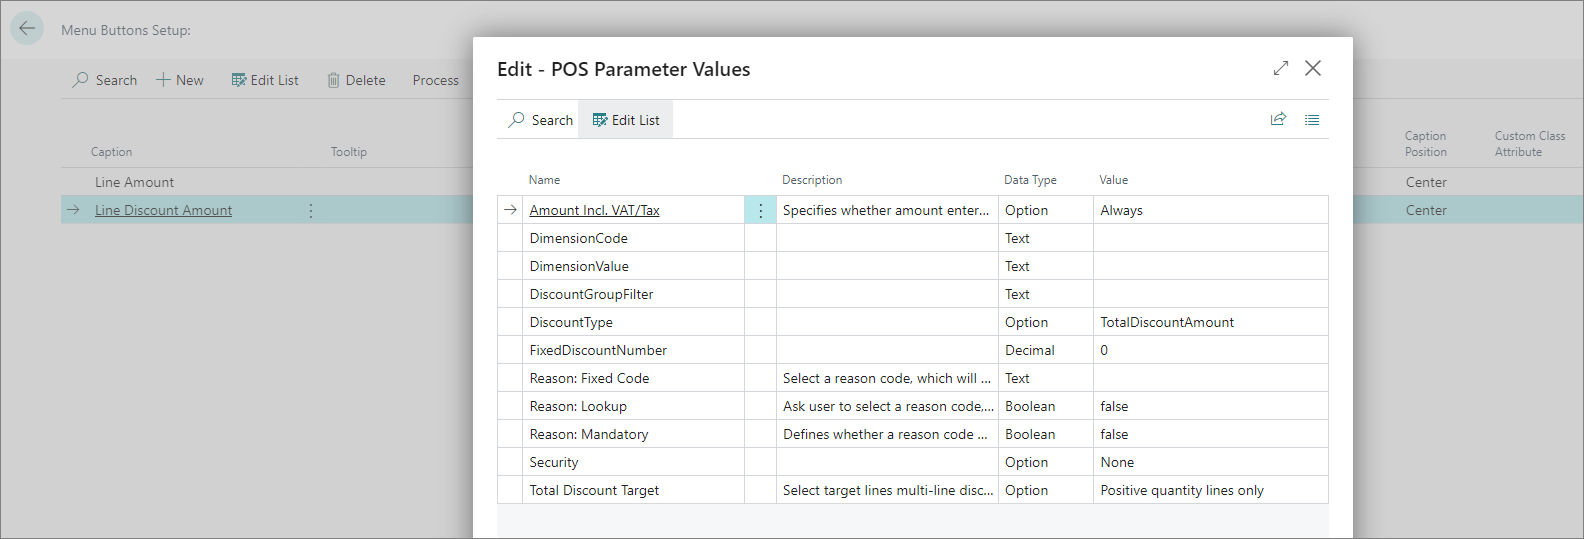 Menu Buttons Setup:
Search New Edit List Delete Process
Caption Tooltip
Line Amount
Line Discount Amount
Edit - POS Parameter Values
Search Edit List
Name Description Data Type Value
Amount Incl. VAT/Tax Specifies whether amount enter... Option Always
DimensionCode Text
DimensionValue Text
DiscountGroupFilter Text
DiscountType Option TotalDiscountAmount
FixedDiscountNumber Decimal 0
Reason: Fixed Code Select a reason code, which will ... Text
Reason: Lookup Ask user to select a reason code,... Boolean false
Reason: Mandatory Defines whether a reason code ... Boolean false
Security Option None
Total Discount Target Select target lines multi-line disc... Option Positive quantity lines only
Caption Custom Class
Position Attribute
Center
Center